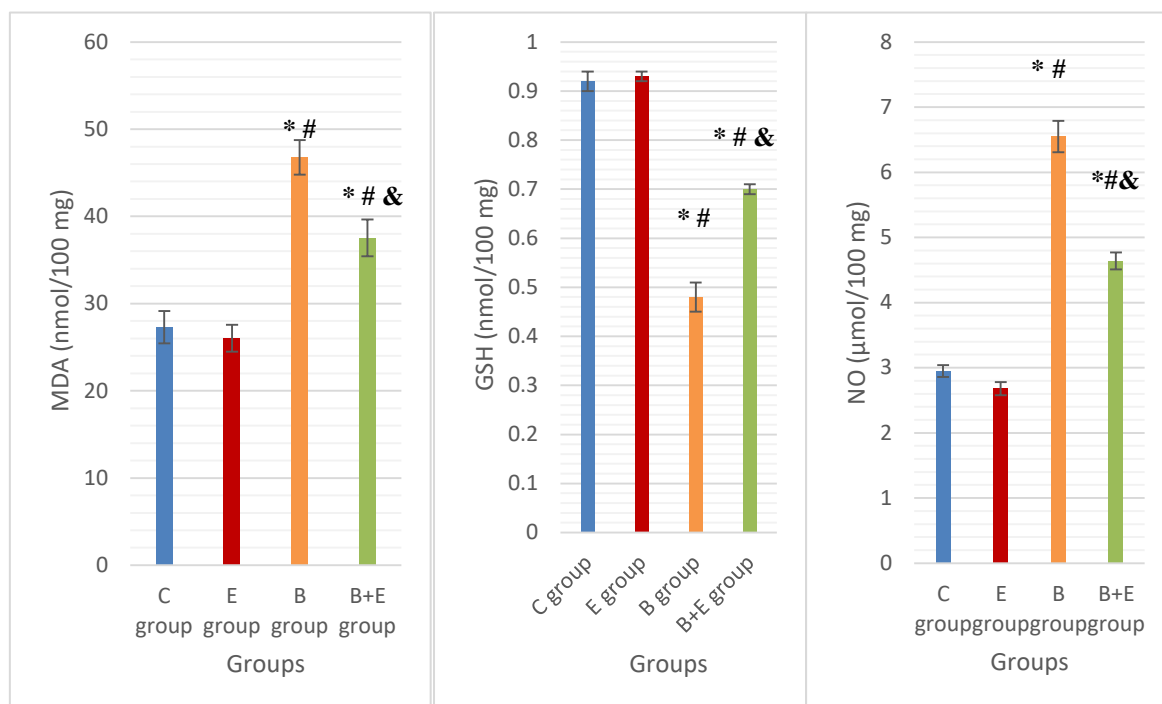 MDA (nmol/100 mg)
60
50
40
30
20
10
0
* #
* # &
C group
E group
B group
B+E group
Groups
GSH (nmol/100 mg)
1
0.9
0.8
0.7
0.6
0.5
0.4
0.3
0.2
0.1
0
* #
* # &
C group
E group
B group
B+E group
Groups
NO (µmol/100 mg)
8
7
6
5
4
3
2
1
0
* #
*#&
C group
E group
B group
B+E group
Groups